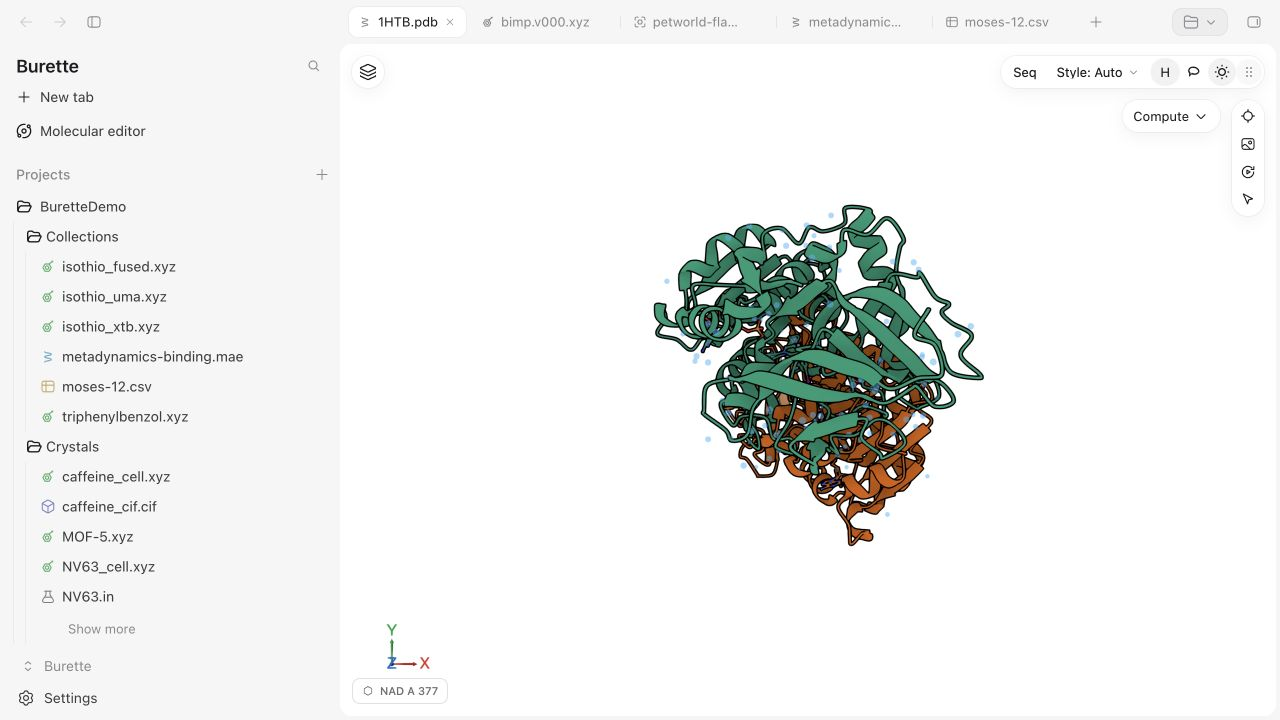 1HTB.pdb
bimp.v000.xyz
petworld-fla...
metadynamic...
moses-12.csv
Burette
New tab
Molecular editor
Projects
BuretteDemo
Collections
isothio_fused.xyz
isothio_uma.xyz
isothio_xtb.xyz
metadynamics-binding.mae
moses-12.csv
triphenylbenzol.xyz
Crystals
caffeine_cell.xyz
caffeine_cif.cif
MOF-5.xyz
NV63_cell.xyz
NV63.in
Show more
Burette
Settings
Seq
Style: Auto
H
Compute
Y
Z
X
NAD A 377